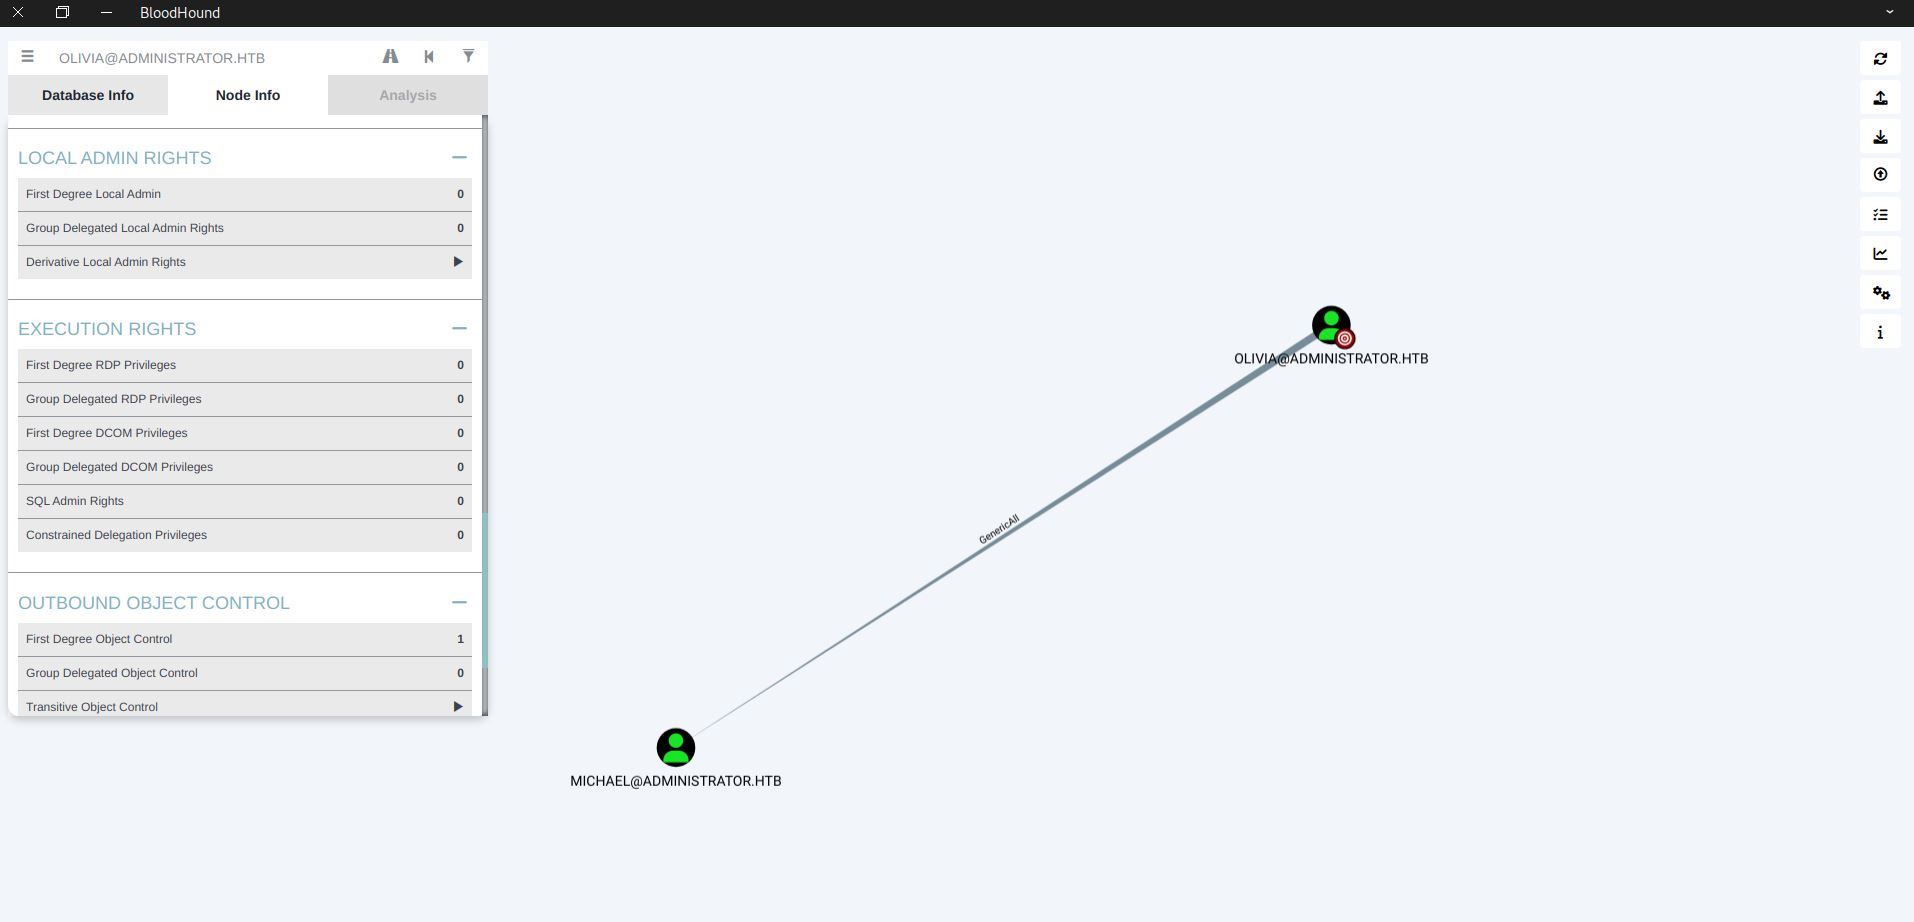 BloodHound
OLIVIA@ADMINISTRATOR.HTB
Database Info
Node Info
Analysis
LOCAL ADMIN RIGHTS
First Degree Local Admin 0
Group Delegated Local Admin Rights 0
Derivative Local Admin Rights
EXECUTION RIGHTS
First Degree RDP Privileges 0
Group Delegated RDP Privileges 0
First Degree DCOM Privileges 0
Group Delegated DCOM Privileges 0
SQL Admin Rights 0
Constrained Delegation Privileges 0
OUTBOUND OBJECT CONTROL
First Degree Object Control 1
Group Delegated Object Control 0
Transitive Object Control
OLIVIA@ADMINISTRATOR.HTB
GenericAll
MICHAEL@ADMINISTRATOR.HTB